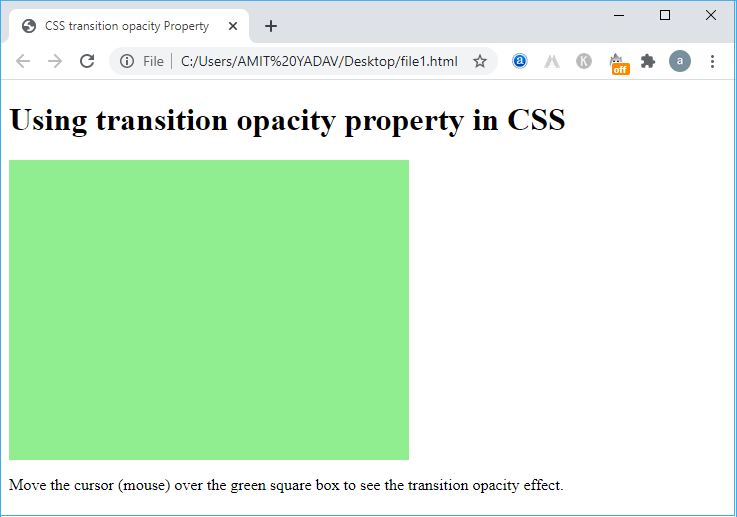 CSS transition opacity Property
File
C:/Users/AMIT%20YADAV/Desktop/file1.html
a
K
off
a
Using transition opacity property in CSS
Move the cursor (mouse) over the green square box to see the transition opacity effect.